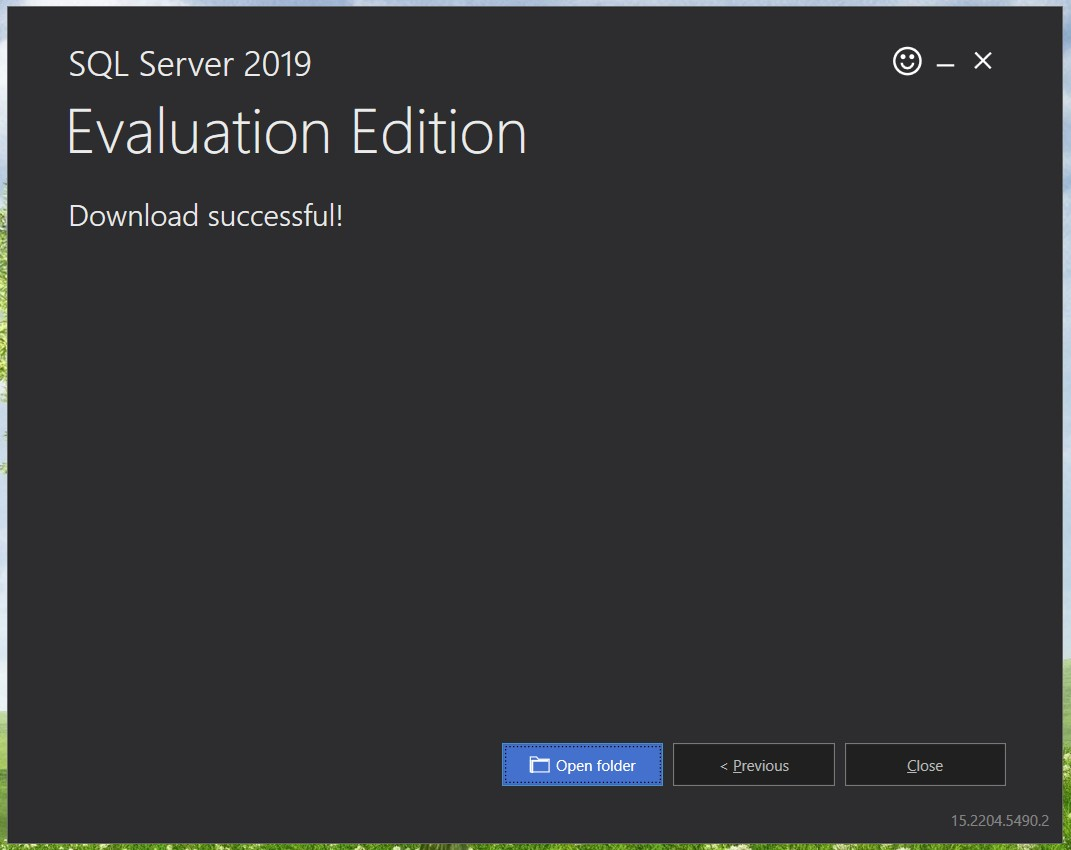 SQL Server 2019
Evaluation Edition
Download successful!
Open folder
< Previous
Close
15.2204.5490.2